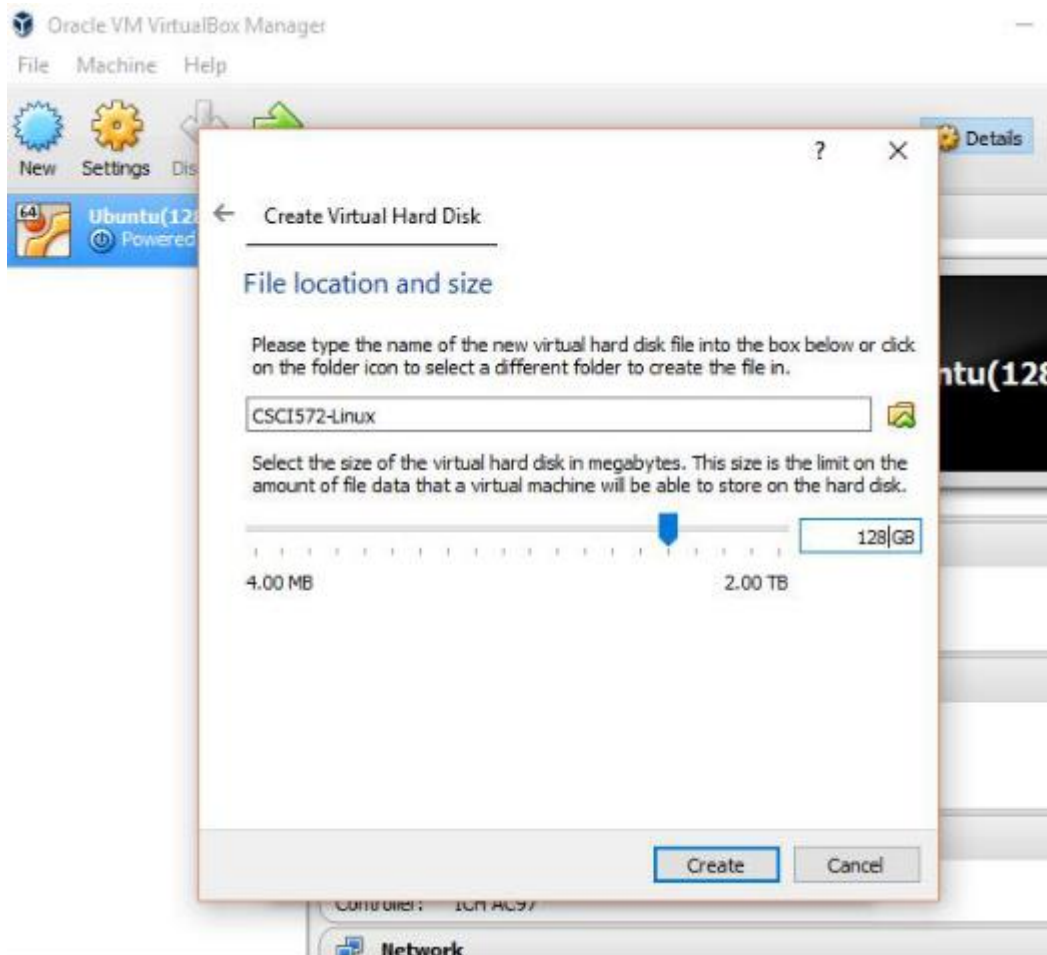 Oracle VM VirtualBox Manager
File Machine Help
New Settings Dis
Details
64
Ubuntu(128
Powered
? ×
← Create Virtual Hard Disk
File location and size
Please type the name of the new virtual hard disk file into the box below or click
on the folder icon to select a different folder to create the file in.
CSCI572-Linux
Select the size of the virtual hard disk in megabytes. This size is the limit on the
amount of file data that a virtual machine will be able to store on the hard disk.
128 GB
4.00 MB 2.00 TB
ntu(128
Create Cancel
Controller: ICH AC97
Network